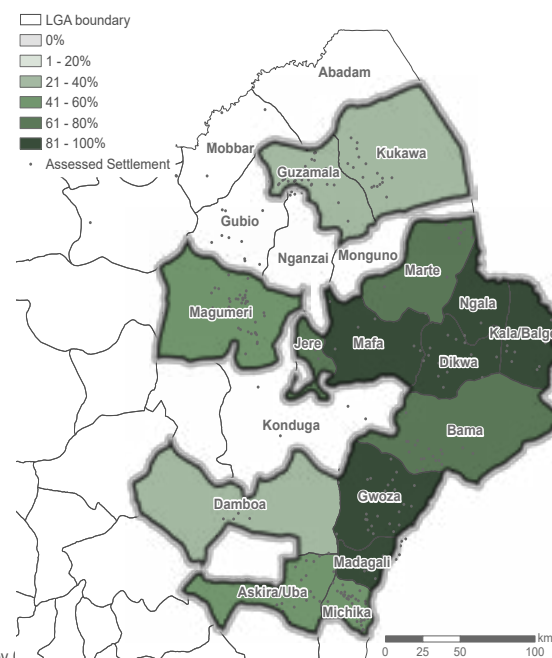 LGA boundary
0%
1 - 20%
21 - 40%
41 - 60%
61 - 80%
81 - 100%
Assessed Settlement
Abadam
Mobbar
Kukawa
Guzamala
Gubio
Nganzai
Monguno
Marte
Ngala
Magumeri
Kala/Balge
Jere
Mafa
Dikwa
Konduga
Bama
Damboa
Gwoza
Madagali
Askira/Uba
Michika
km
0 25 50 100